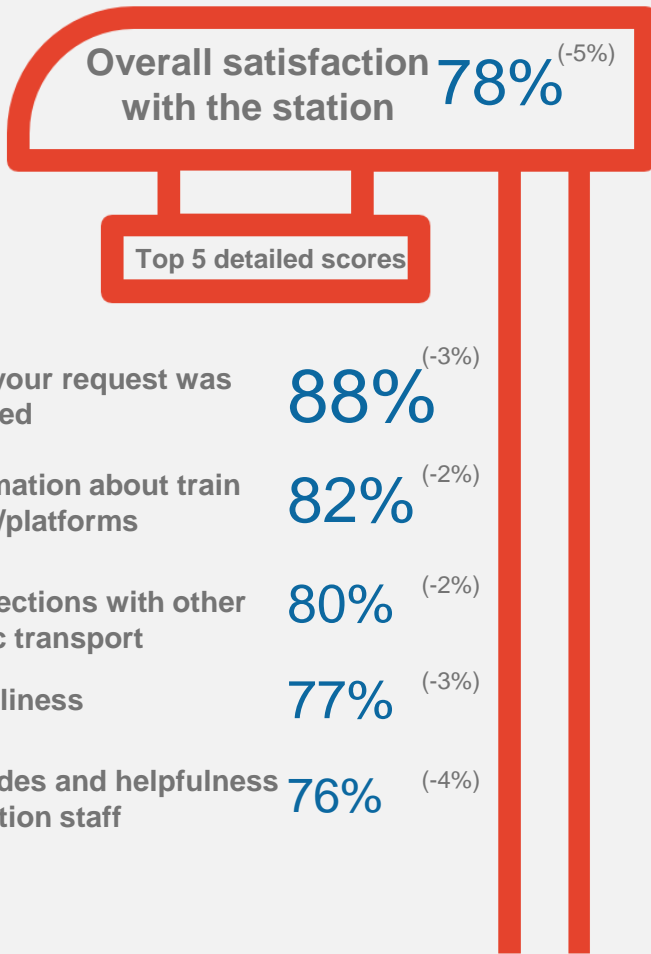 Overall satisfaction 78% (-5%)
with the station
Top 5 detailed scores
(-3%)
your request was 88%
ed
mation about train 82% (-2%)
/platforms
ections with other 80% (-2%)
c transport
liness 77% (-3%)
des and helpfulness 76% (-4%)
tion staff